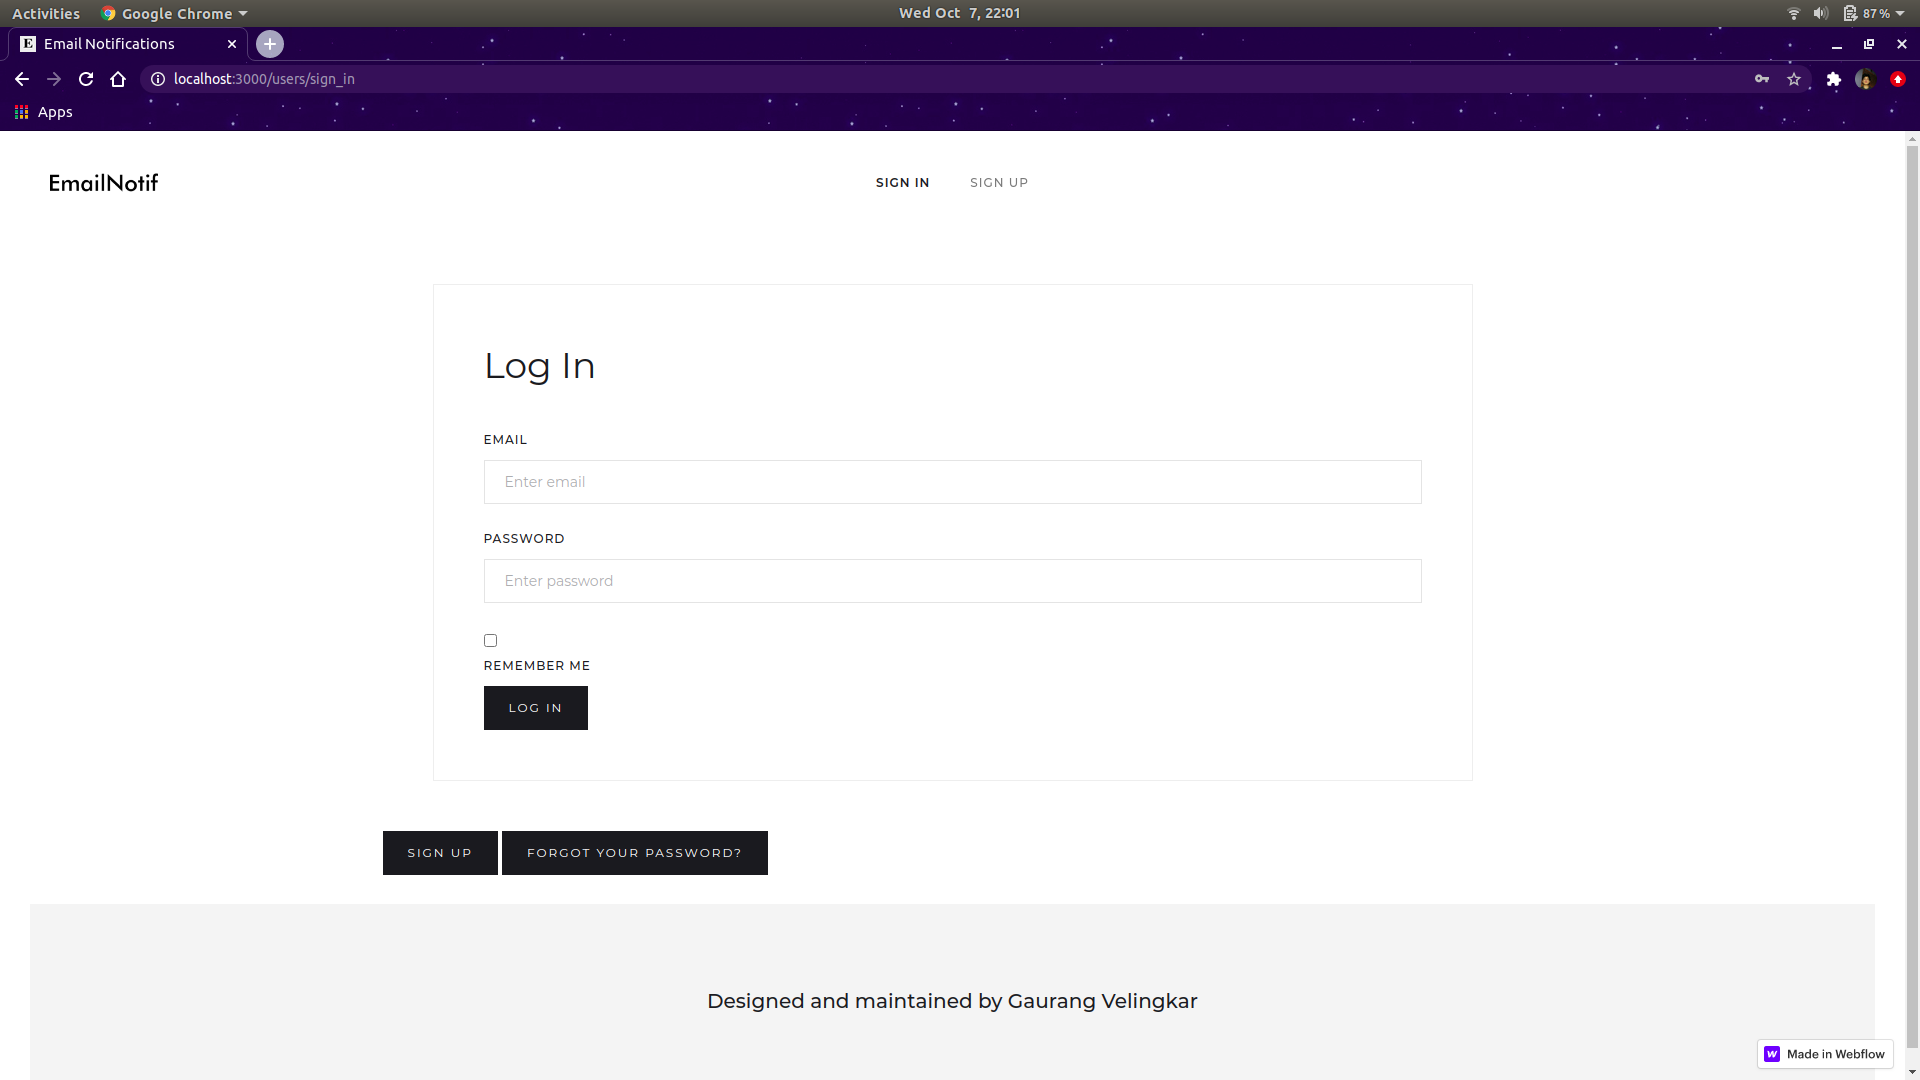 Activities Google Chrome Wed Oct 7, 22:01 87%
E Email Notifications
localhost:3000/users/sign_in
Apps
EmailNotif SIGN IN SIGN UP
Log In
EMAIL
Enter email
PASSWORD
Enter password
REMEMBER ME
LOG IN
SIGN UP FORGOT YOUR PASSWORD?
Designed and maintained by Gaurang Velingkar
W Made in Webflow